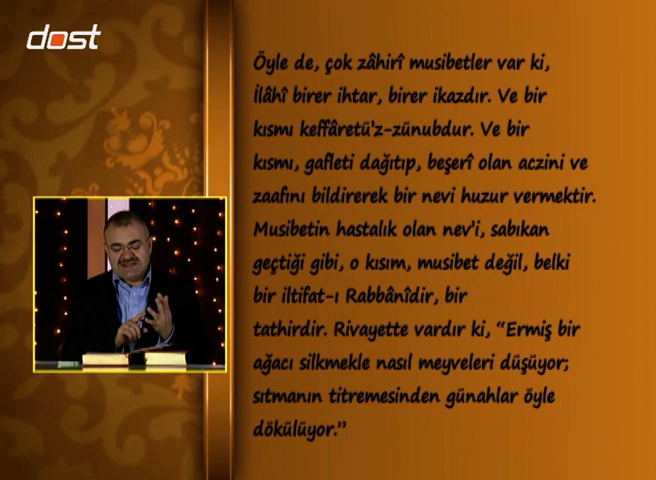 dost
Öyle de, çok zâhirî musibetler var ki,
İlâhî birer ihtar, birer ikazdır. Ve bir
kısmı keffâretü'z-zünubdur. Ve bir
kısmı, gafleti dağıtıp, beşerî olan aczini ve
zaafını bildirerek bir nevi huzur vermektir.
Musibetin hastalık olan nev'i, sabıkan
geçtiği gibi, o kısım, musibet değil, belki
bir iltifat-ı Rabbânîdir, bir
tathirdir. Rivayette vardır ki, "Ermiş bir
ağacı silkmekle nasıl meyveleri düşüyor;
sıtmanın titremesinden günahlar öyle
dökülüyor."